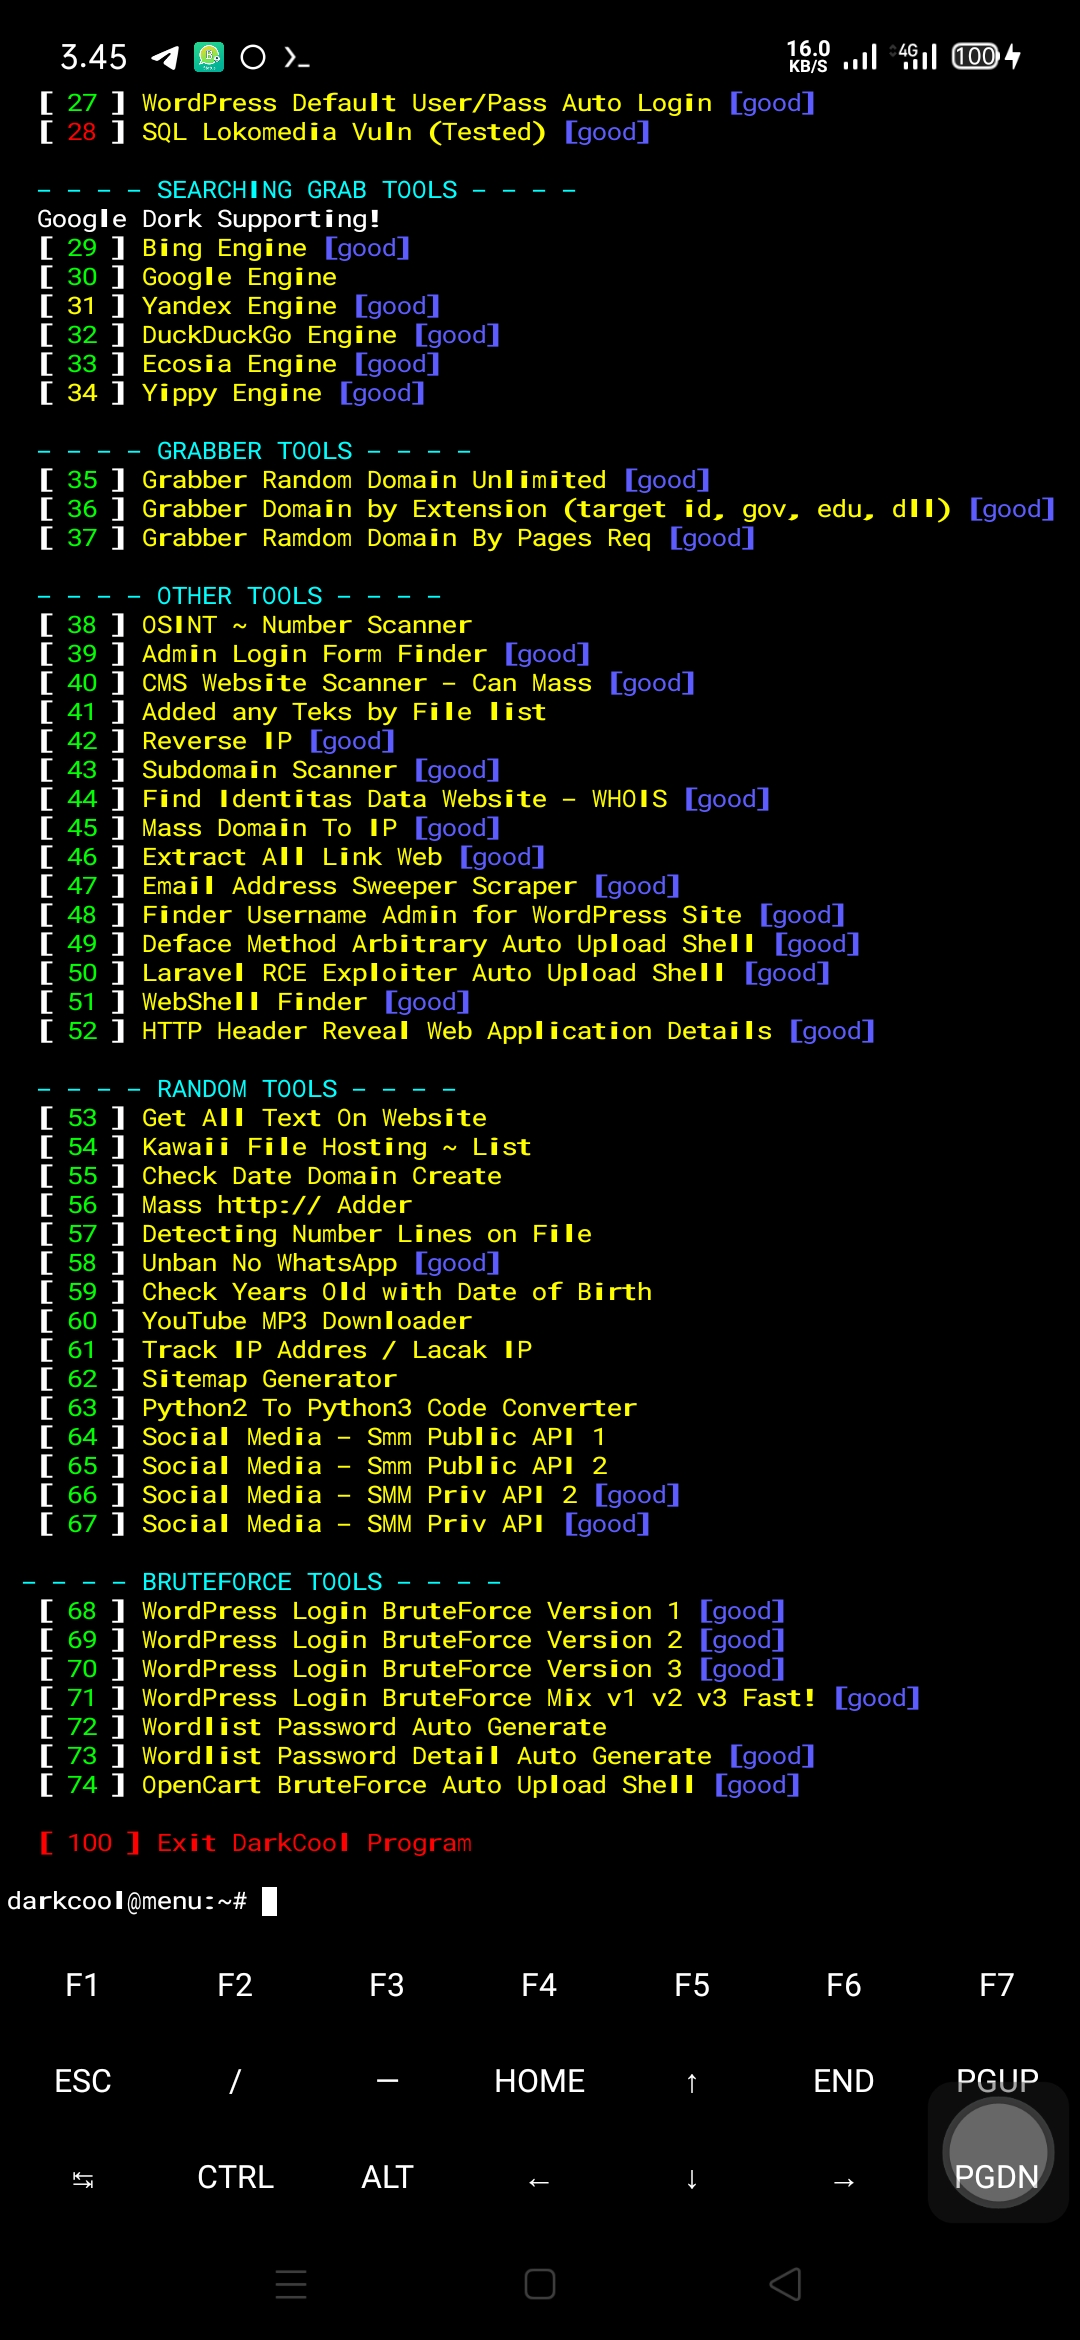 3.45
16.0 KB/S 4G 100
[ 27 ] WordPress Default User/Pass Auto Login [good]
[ 28 ] SQL Lokomedia Vuln (Tested) [good]
- - - - SEARCHING GRAB TOOLS - - - -
Google Dork Supporting!
[ 29 ] Bing Engine [good]
[ 30 ] Google Engine
[ 31 ] Yandex Engine [good]
[ 32 ] DuckDuckGo Engine [good]
[ 33 ] Ecosia Engine [good]
[ 34 ] Yippy Engine [good]
- - - - GRABBER TOOLS - - - -
[ 35 ] Grabber Random Domain Unlimited [good]
[ 36 ] Grabber Domain by Extension (target id, gov, edu, dll) [good]
[ 37 ] Grabber Ramdom Domain By Pages Req [good]
- - - - OTHER TOOLS - - - -
[ 38 ] OSINT ~ Number Scanner
[ 39 ] Admin Login Form Finder [good]
[ 40 ] CMS Website Scanner - Can Mass [good]
[ 41 ] Added any Teks by File list
[ 42 ] Reverse IP [good]
[ 43 ] Subdomain Scanner [good]
[ 44 ] Find Identitas Data Website - WHOIS [good]
[ 45 ] Mass Domain To IP [good]
[ 46 ] Extract All Link Web [good]
[ 47 ] Email Address Sweeper Scraper [good]
[ 48 ] Finder Username Admin for WordPress Site [good]
[ 49 ] Deface Method Arbitrary Auto Upload Shell [good]
[ 50 ] Laravel RCE Exploiter Auto Upload Shell [good]
[ 51 ] WebShell Finder [good]
[ 52 ] HTTP Header Reveal Web Application Details [good]
- - - - RANDOM TOOLS - - - -
[ 53 ] Get All Text On Website
[ 54 ] Kawaii File Hosting ~ List
[ 55 ] Check Date Domain Create
[ 56 ] Mass http:// Adder
[ 57 ] Detecting Number Lines on File
[ 58 ] Unban No WhatsApp [good]
[ 59 ] Check Years Old with Date of Birth
[ 60 ] YouTube MP3 Downloader
[ 61 ] Track IP Addres / Lacak IP
[ 62 ] Sitemap Generator
[ 63 ] Python2 To Python3 Code Converter
[ 64 ] Social Media - Smm Public API 1
[ 65 ] Social Media - Smm Public API 2
[ 66 ] Social Media - SMM Priv API 2 [good]
[ 67 ] Social Media - SMM Priv API [good]
- - - - BRUTEFORCE TOOLS - - - -
[ 68 ] WordPress Login BruteForce Version 1 [good]
[ 69 ] WordPress Login BruteForce Version 2 [good]
[ 70 ] WordPress Login BruteForce Version 3 [good]
[ 71 ] WordPress Login BruteForce Mix v1 v2 v3 Fast! [good]
[ 72 ] Wordlist Password Auto Generate
[ 73 ] Wordlist Password Detail Auto Generate [good]
[ 74 ] OpenCart BruteForce Auto Upload Shell [good]
[ 100 ] Exit DarkCool Program
darkcool@menu:~#
F1 F2 F3 F4 F5 F6 F7
ESC / — HOME ↑ END PGUP
↹ CTRL ALT ← ↓ → PGDN